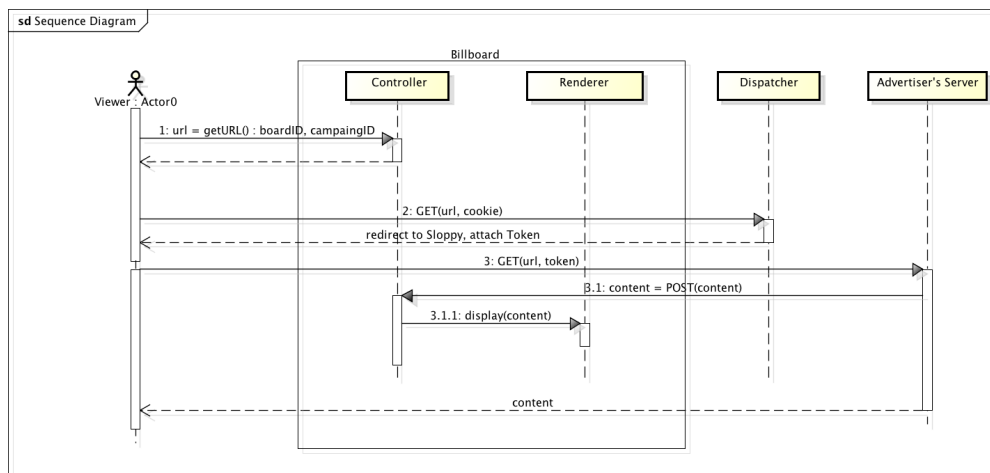 sd Sequence Diagram
Billboard
Controller
Renderer
Dispatcher
Advertiser's Server
Viewer : Actor0
1: url = getURL() : boardID, campaingID
2: GET(url, cookie)
redirect to Sloppy, attach Token
3: GET(url, token)
3.1: content = POST(content)
3.1.1: display(content)
content